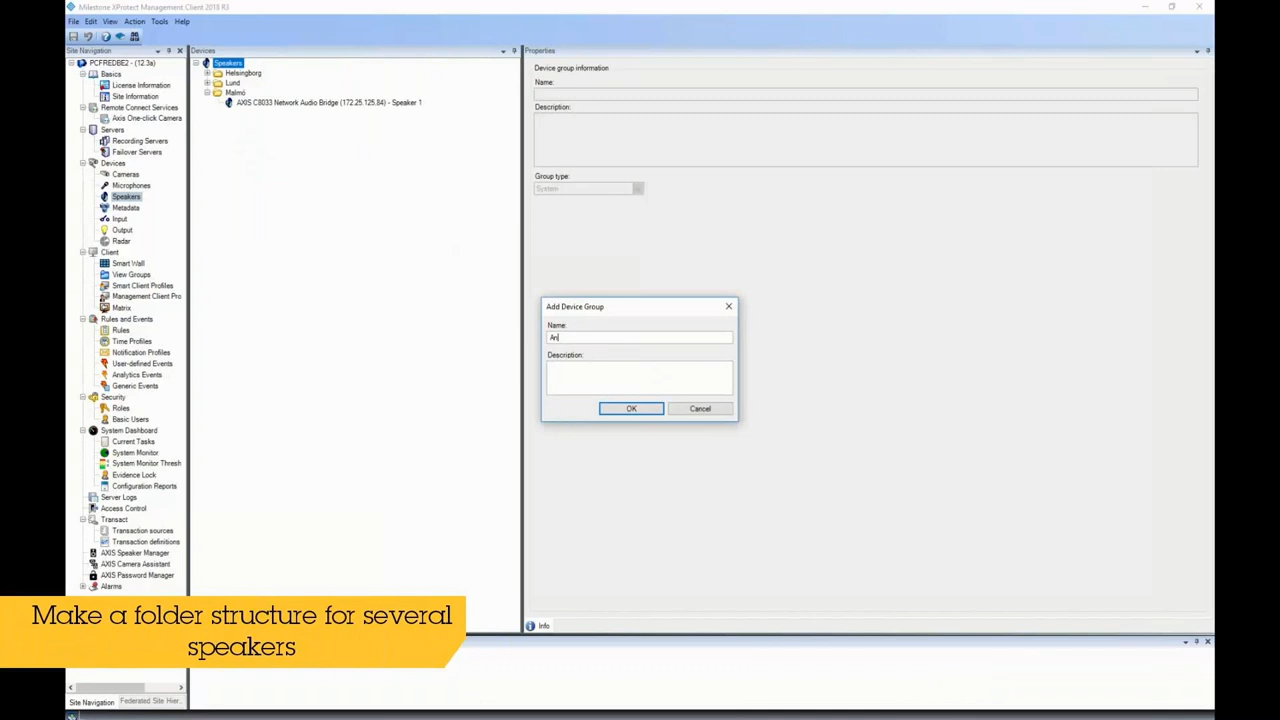 Milestone XProtect Management Client 2018 R3
File Edit View Action Tools Help
Site Navigation
PCFREDBE2 - (12.3a)
Basics
License Information
Site Information
Remote Connect Services
Axis One-click Camera
Servers
Recording Servers
Failover Servers
Devices
Cameras
Microphones
Speakers
Metadata
Input
Output
Radar
Client
Smart Wall
View Groups
Smart Client Profiles
Management Client Pro
Matrix
Rules and Events
Rules
Time Profiles
Notification Profiles
User-defined Events
Analytics Events
Generic Events
Security
Roles
Basic Users
System Dashboard
Current Tasks
System Monitor
System Monitor Thresh
Evidence Lock
Configuration Reports
Server Logs
Access Control
Transact
Transaction sources
Transaction definitions
AXIS Speaker Manager
AXIS Camera Assistant
AXIS Password Manager
Alarms
Site Navigation Federated Site Hier...
Devices
Speakers
Helsingborg
Lund
Malmö
AXIS C8033 Network Audio Bridge (172.25.125.84) - Speaker 1
Properties
Device group information
Name:
Description:
Group type:
System
Add Device Group
Name:
An
Description:
OK Cancel
Info
Make a folder structure for several
speakers